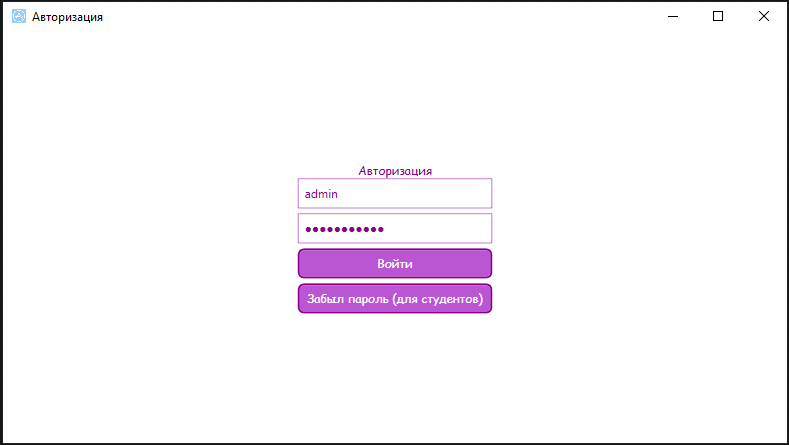 Авторизация
Авторизация
admin
●●●●●●●●●●●
Войти
Забыл пароль (для студентов)